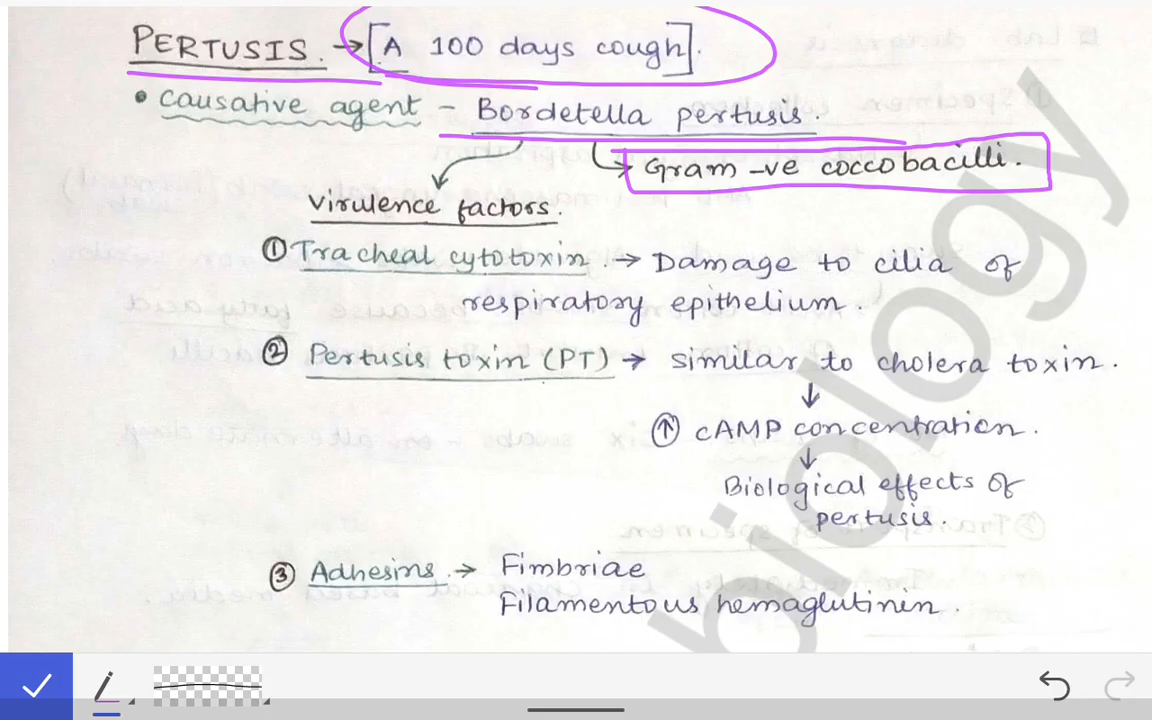 PERTUSIS → [A 100 days cough].
• Causative agent - Bordetella pertusis.
→ Gram -ve coccobacilli.
Virulence factors.
① Tracheal cytotoxin. → Damage to cilia of
respiratory epithelium.
② Pertusis toxin (PT) → similar to cholera toxin.
↓
↑ cAMP concentration.
↓
Biological effects of
pertusis.
③ Adhesins. → Fimbriae
Filamentous hemaglutinin.
biology